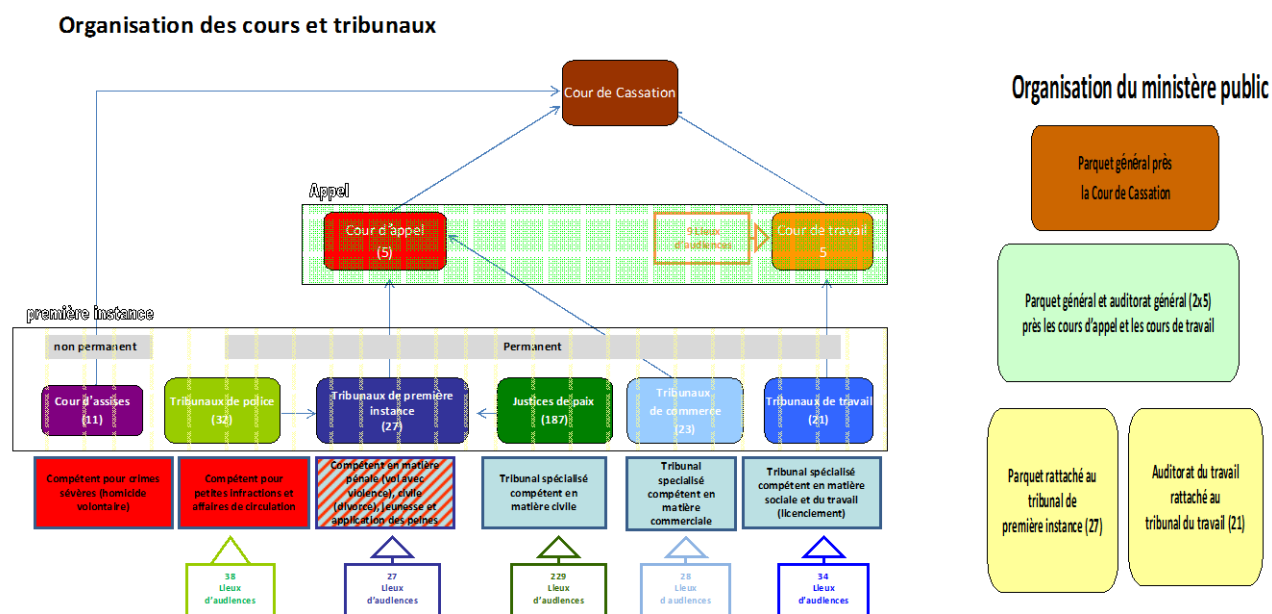 Organisation des cours et tribunaux
Cour de Cassation
Appel
Cour d'appel
(5)
9 Lieux
d'audiences
Cour de travail
5
première instance
non permanent
Permanent
Cour d'assises
(11)
Tribunaux de police
(32)
Tribunaux de première
instance
(27)
Justices de paix
(187)
Tribunaux
de commerce
(23)
Tribunaux de travail
(21)
Compétent pour crimes
sévères (homicide
volontaire)
Compétent pour
petites infractions et
affaires de circulation
Compétent en matière
pénale (vol avec
violence), civile
(divorce), jeunesse et
application des peines
Tribunal spécialisé
compétent en
matière civile
Tribunal
specialisé
compétent en
matière
commerciale
Tribunal spécialisé
compétent en matière
sociale et du travail
(licenciement)
38
Lieux
d'audiences
27
Lieux
d'audiences
229
Lieux
d'audiences
28
Lieux
d audiences
34
Lieux
d'audiences
Organisation du ministère public
Parquet général près
la Cour de Cassation
Parquet général et auditorat général (2x5)
près les cours d'appel et les cours de travail
Parquet rattaché au
tribunal de
première instance (27)
Auditorat du travail
rattaché au
tribunal du travail (21)